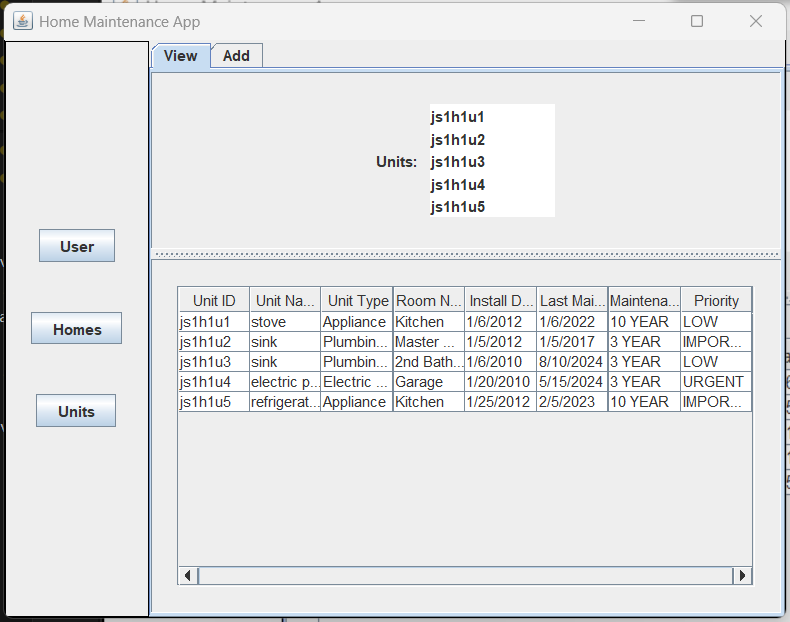 Home Maintenance App
View Add
js1h1u1
js1h1u2
Units: js1h1u3
js1h1u4
js1h1u5
User
Homes
Units
Unit ID Unit Na... Unit Type Room N... Install D... Last Mai... Maintena... Priority
js1h1u1 stove Appliance Kitchen 1/6/2012 1/6/2022 10 YEAR LOW
js1h1u2 sink Plumbin... Master ... 1/5/2012 1/5/2017 3 YEAR IMPOR...
js1h1u3 sink Plumbin... 2nd Bath... 1/6/2010 8/10/2024 3 YEAR LOW
js1h1u4 electric p... Electric ... Garage 1/20/2010 5/15/2024 3 YEAR URGENT
js1h1u5 refrigerat... Appliance Kitchen 1/25/2012 2/5/2023 10 YEAR IMPOR...